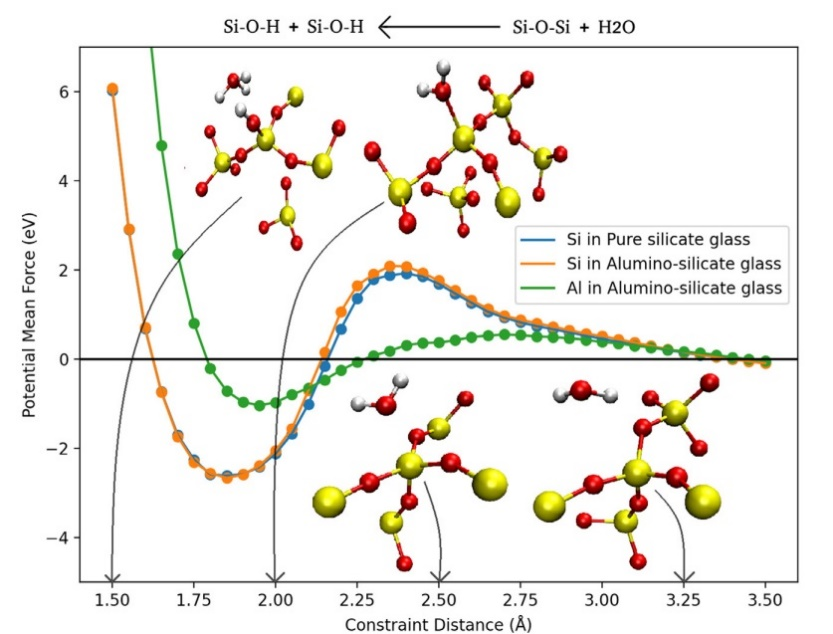 Si-O-H + Si-O-H ← Si-O-Si + H2O
Potential Mean Force (eV)
6
4
2
0
−2
−4
Si in Pure silicate glass
Si in Alumino-silicate glass
Al in Alumino-silicate glass
1.50 1.75 2.00 2.25 2.50 2.75 3.00 3.25 3.50
Constraint Distance (Å)